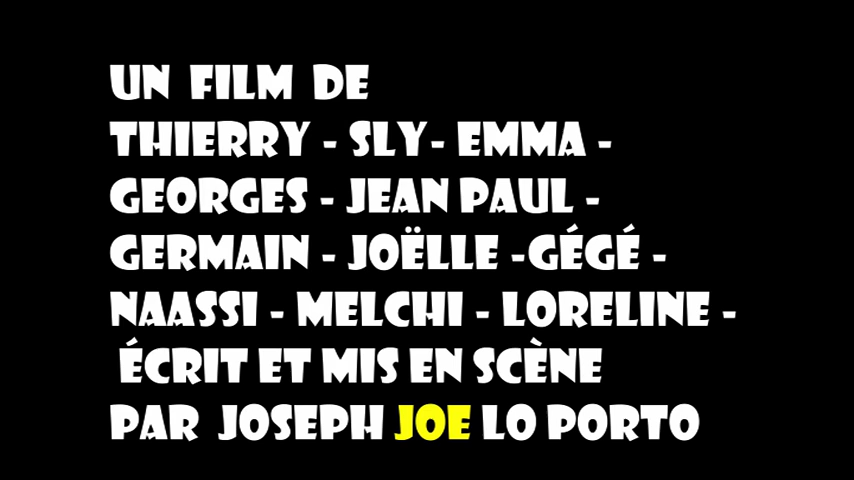 UN FILM DE
THIERRY - SLY- EMMA -
GEORGES - JEAN PAUL -
GERMAIN - JOËLLE -GÉGÉ -
NAASSI - MELCHI - LORELINE -
ÉCRIT ET MIS EN SCÈNE
PAR JOSEPH JOE LO PORTO